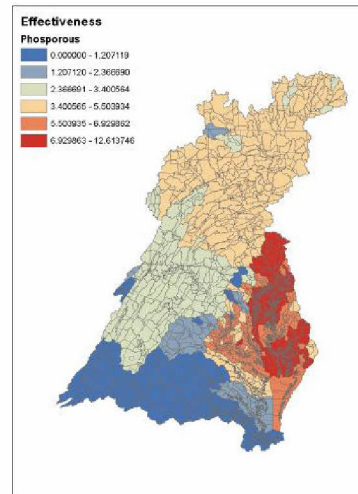 Effectiveness
Phosporous
0.000000 - 1.207119
1.207120 - 2.366690
2.366691 - 3.400564
3.400565 - 5.503934
5.503935 - 6.929862
6.929863 - 12.613746